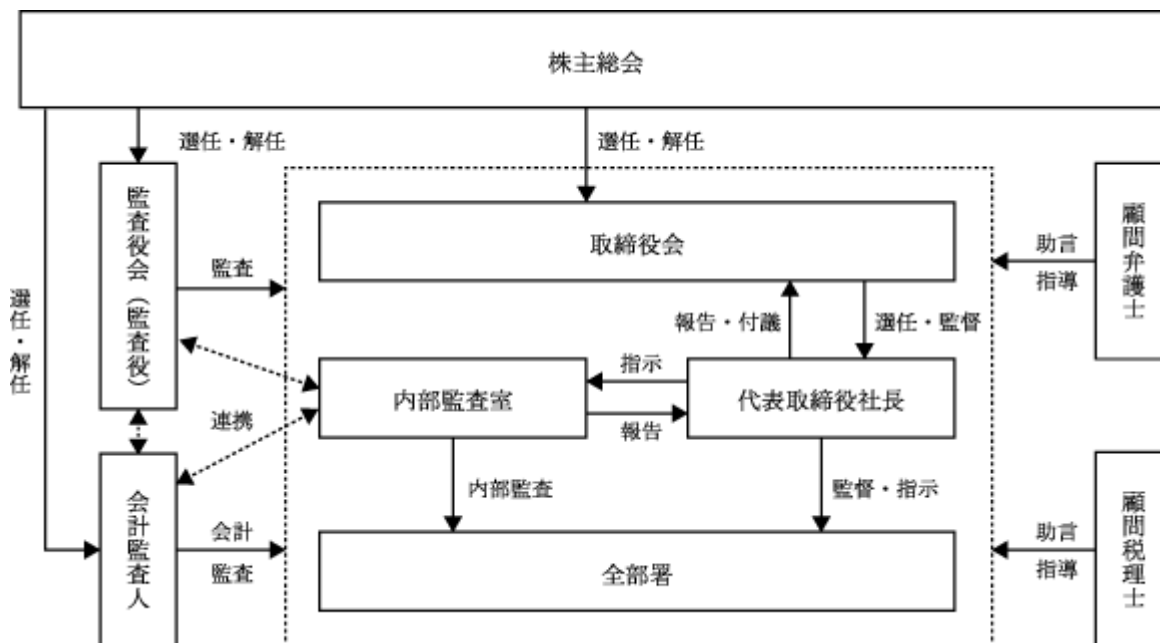 株主総会
選任・解任
選任・解任
選任・解任
監査役会（監査役）
監査
取締役会
助言
指導
顧問弁護士
報告・付議
選任・監督
内部監査室
指示
報告
代表取締役社長
連携
内部監査
監督・指示
会計監査人
会計
監査
全部署
助言
指導
顧問税理士